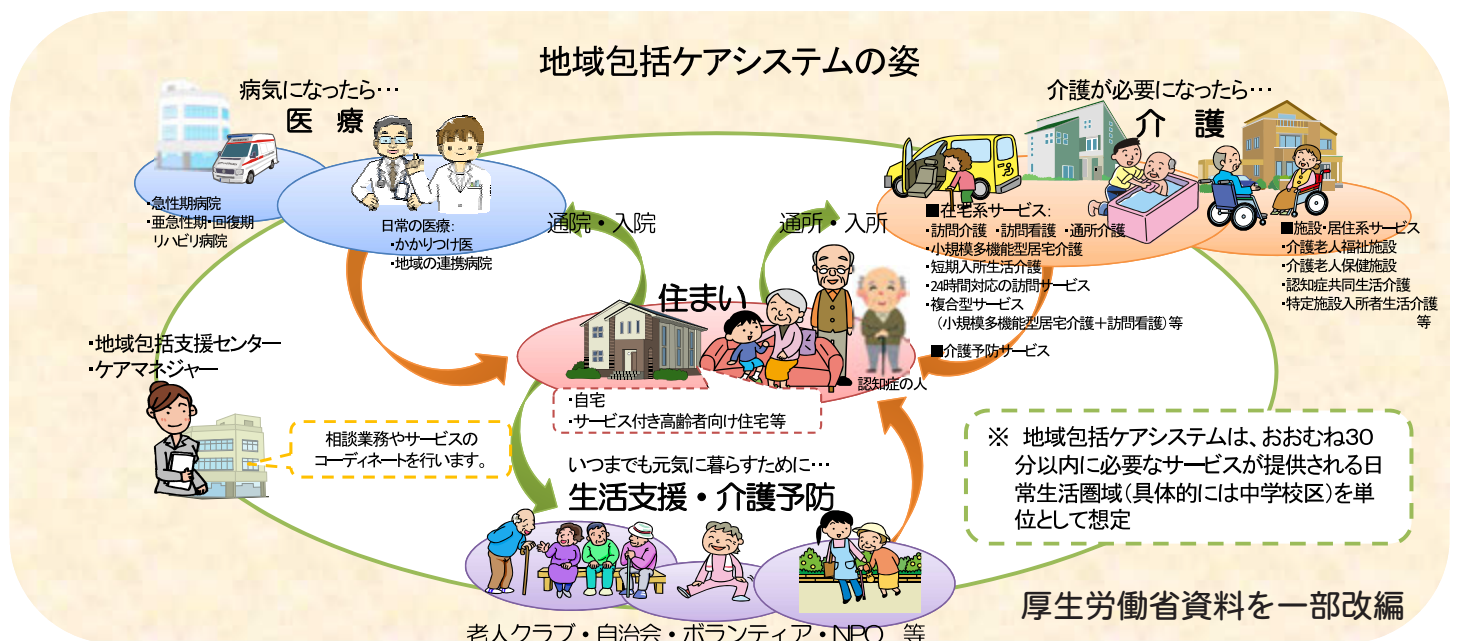 地域包括ケアシステムの姿
病気になったら…
医 療
・急性期病院
・亜急性期・回復期
リハビリ病院
日常の医療:
・かかりつけ医
・地域の連携病院
通院・入院
通所・入所
介護が必要になったら…
介 護
■在宅系サービス:
・訪問介護 ・訪問看護 ・通所介護
・小規模多機能型居宅介護
・短期入所生活介護
・24時間対応の訪問サービス
・複合型サービス
(小規模多機能型居宅介護+訪問看護)等
■介護予防サービス
■施設・居住系サービス
・介護老人福祉施設
・介護老人保健施設
・認知症共同生活介護
・特定施設入所者生活介護
等
住まい
認知症の人
・自宅
・サービス付き高齢者向け住宅等
・地域包括支援センター
・ケアマネジャー
相談業務やサービスの
コーディネートを行います。
いつまでも元気に暮らすために…
生活支援・介護予防
老人クラブ・自治会・ボランティア・NPO 等
※ 地域包括ケアシステムは、おおむね30
分以内に必要なサービスが提供される日
常生活圏域(具体的には中学校区)を単
位として想定
厚生労働省資料を一部改編